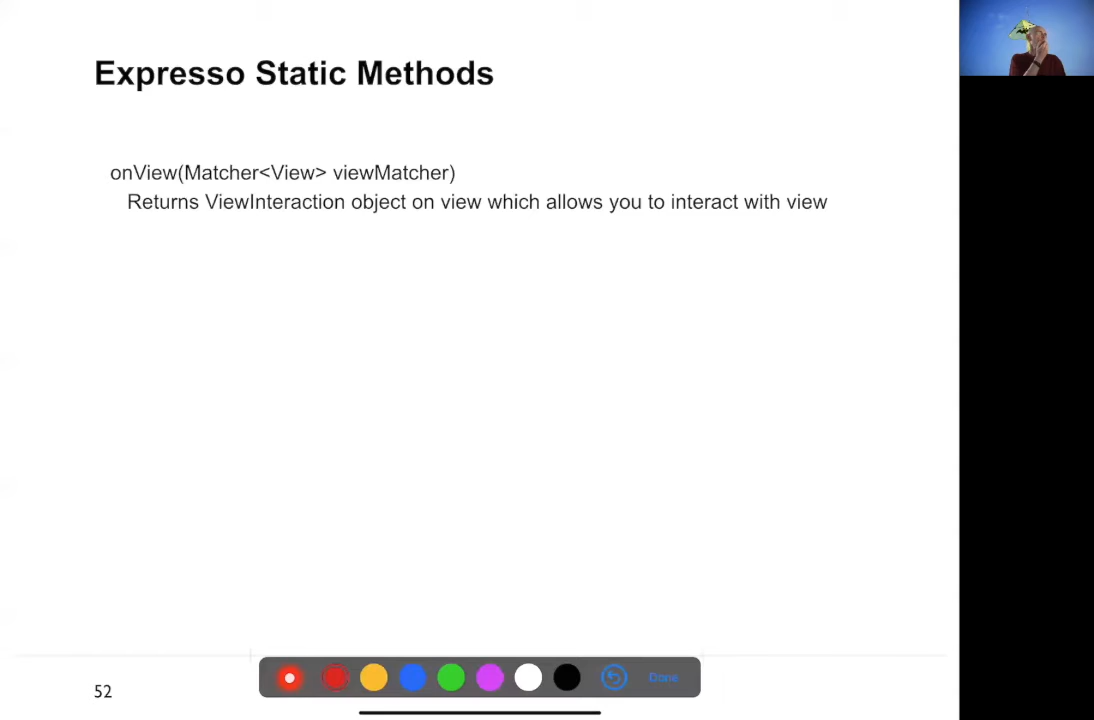 Expresso Static Methods
onView(Matcher<View> viewMatcher)
Returns ViewInteraction object on view which allows you to interact with view
52
Done